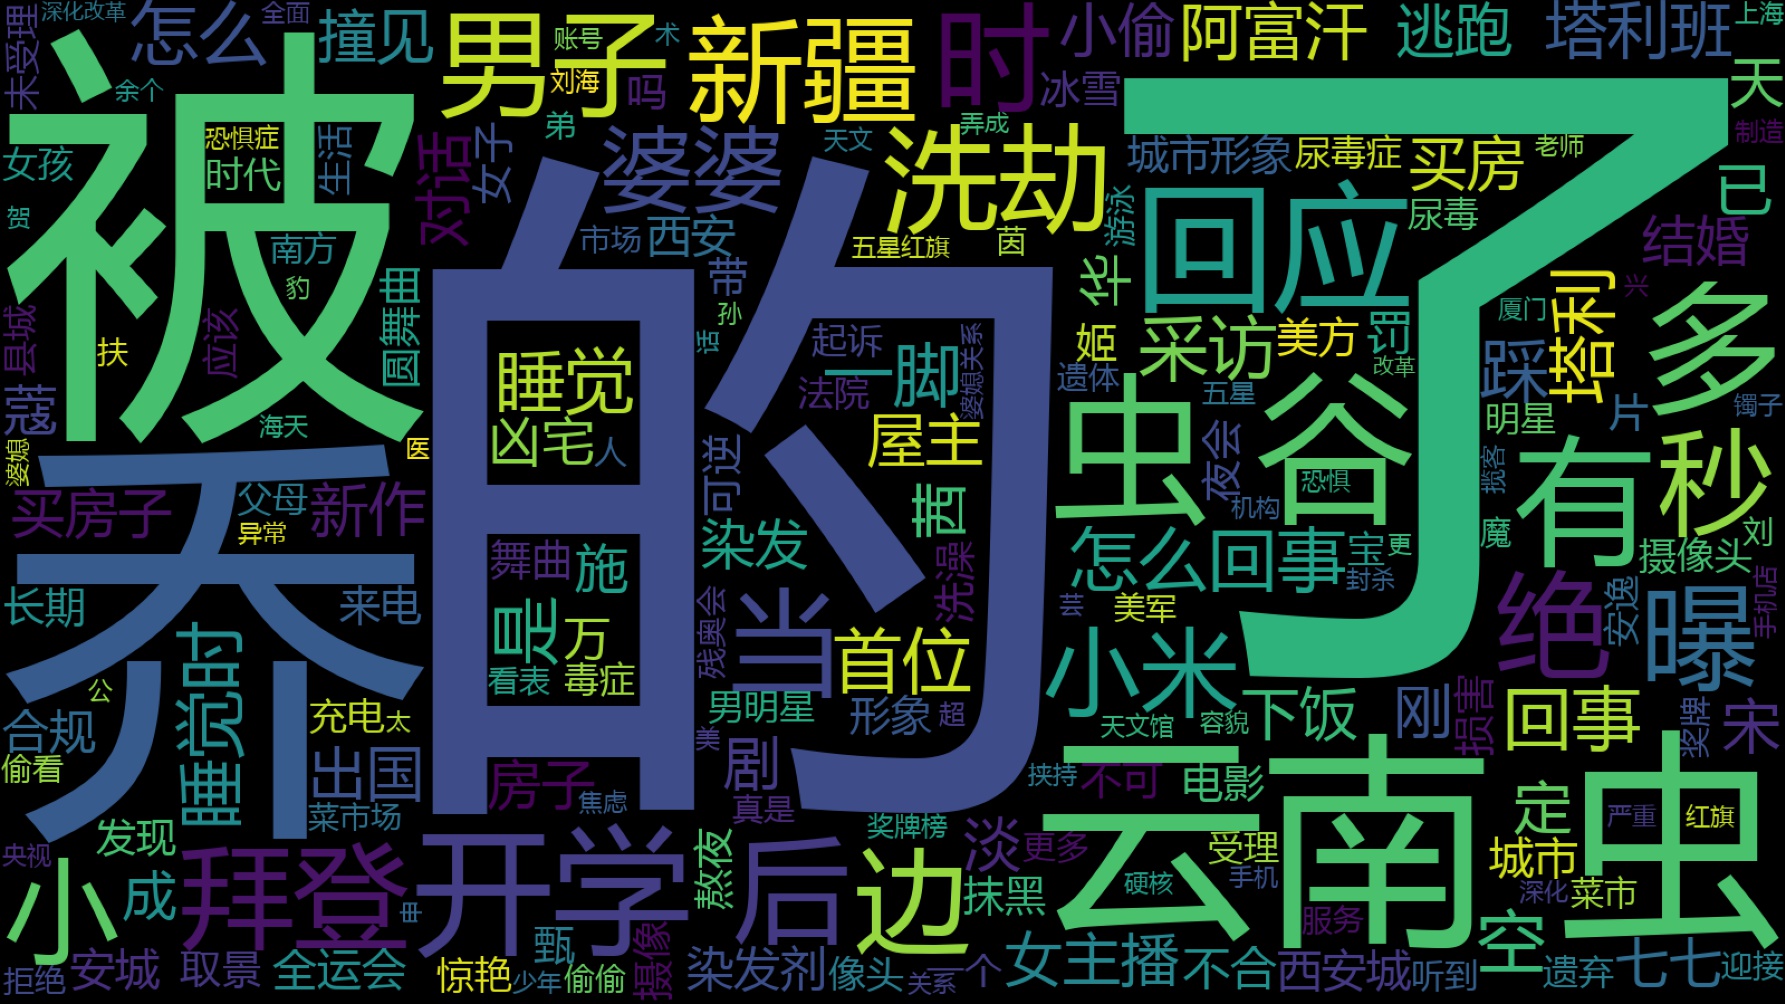 深化改革
全面
怎么
撞见
男子
账号
术
刘海
吗
新疆
时
小偷
冰雪
阿富汗
逃跑
塔利班
上海
天
制造
未受理
余个
被
恐惧症
时代
生活
女孩
贺
南方
豹
圆舞曲
县城
扶
应该
蔻
海天
婆媳
医
对话
女子
弟
婆婆
天文
弄成
洗劫
市场
西安
五星红旗
茵
游泳
带
孙
话
的
起诉
一脚
法院
婆媳关系
屋主
睡觉
凶宅
人
可逆
茜
染发
舞曲
施
是
万
看表
毒症
残奥会
当
洗澡
首位
男明星
形象
超
美
剧
房子
焦虑
真是
了
城市形象
尿毒症
买房
老师
已
尿毒
回应
结婚
华
姬
采访
美方
罚
改革
厦门
塔利
兴
多
踩
遗体
五星
明星
片
镯子
虫谷
恐惧
夜会
机构
揽客
有
秒
魔
刘
摄像头
怎么回事
宝
更
封杀
芸
美军
绝
安逸
曝
手机店
小米
天文馆
容貌
下饭
刚
损害
回事
奖牌
宋
乔
买房子
父母
新作
异常
长期
来电
睡觉时
公
合规
充电
太
偷看
出国
菜市场
发现
央视
小
成
拜登
申
开学
熬夜
后
奖牌榜
边
淡
更多
抹黑
挟持
不可
电影
云南虫
硬核
受理
手机
服务
定
城市
严重
红旗
深化
菜市
空
拒绝
安城
取景
全运会
惊艳
甄
少年
偷偷
摄像
染发剂
像头
关系
一个
女主播
不合
西安城
听到
遗弃
七七
迎接